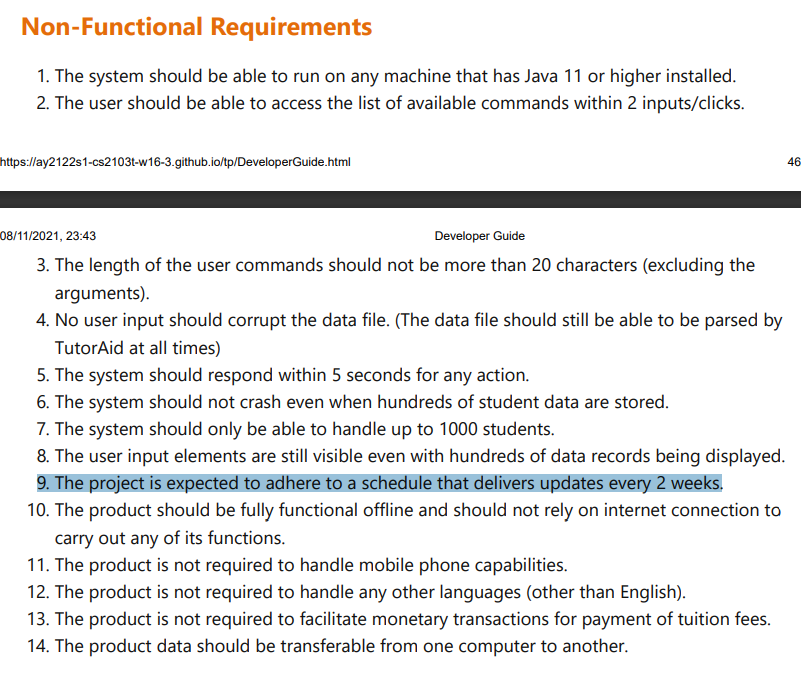 Non-Functional Requirements
1. The system should be able to run on any machine that has Java 11 or higher installed.
2. The user should be able to access the list of available commands within 2 inputs/clicks.
https://ay2122s1-cs2103t-w16-3.github.io/tp/DeveloperGuide.html 46
08/11/2021, 23:43 Developer Guide
3. The length of the user commands should not be more than 20 characters (excluding the
arguments).
4. No user input should corrupt the data file. (The data file should still be able to be parsed by
TutorAid at all times)
5. The system should respond within 5 seconds for any action.
6. The system should not crash even when hundreds of student data are stored.
7. The system should only be able to handle up to 1000 students.
8. The user input elements are still visible even with hundreds of data records being displayed.
9. The project is expected to adhere to a schedule that delivers updates every 2 weeks.
10. The product should be fully functional offline and should not rely on internet connection to
carry out any of its functions.
11. The product is not required to handle mobile phone capabilities.
12. The product is not required to handle any other languages (other than English).
13. The product is not required to facilitate monetary transactions for payment of tuition fees.
14. The product data should be transferable from one computer to another.